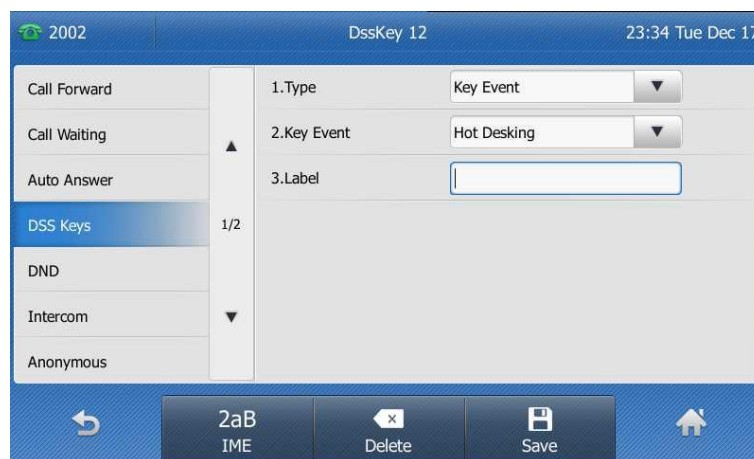 2002
DssKey 12
23:34 Tue Dec 17
Call Forward
Call Waiting
Auto Answer
DSS Keys
DND
Intercom
Anonymous
1/2
1.Type
Key Event
2.Key Event
Hot Desking
3.Label
2aB
IME
Delete
Save